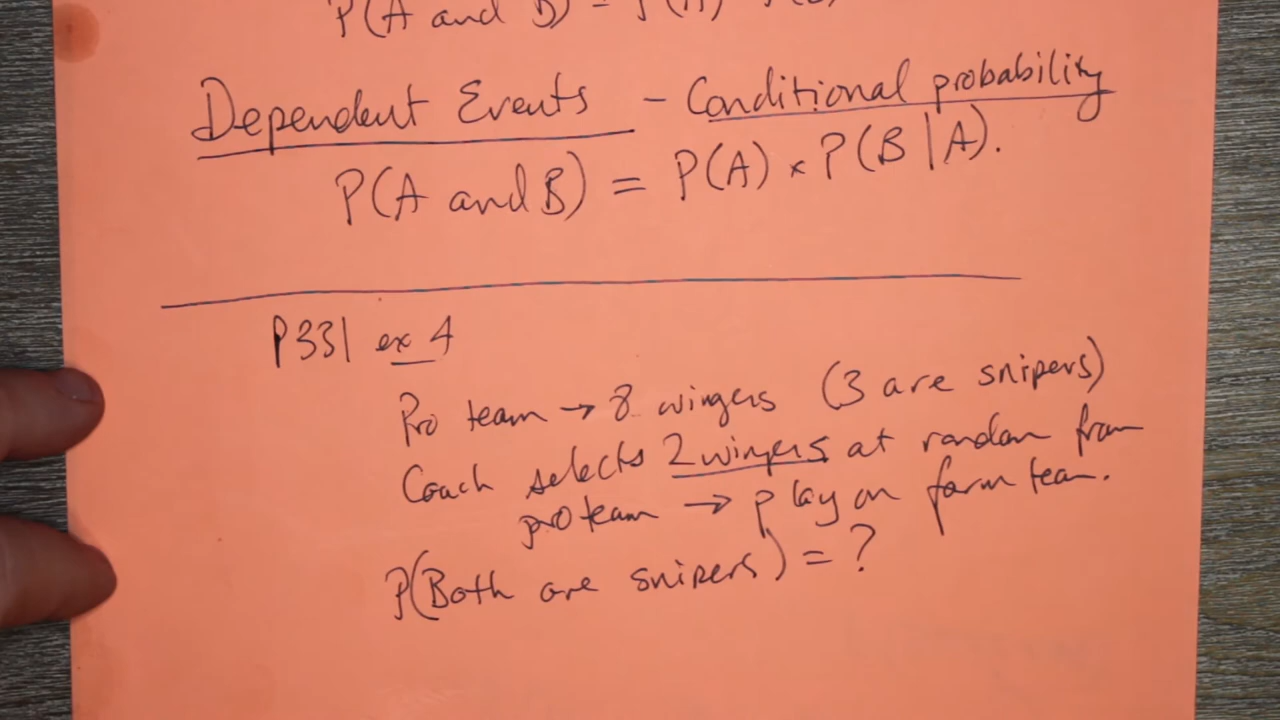 P(A and B) = P(A) P(B)
Dependent Events - Conditional probability
P(A and B) = P(A) x P(B | A).
P331 ex 4
Pro team → 8 wingers (3 are snipers)
Coach selects 2 wingers at random from
pro team → play on farm team.
P(Both are snipers) = ?